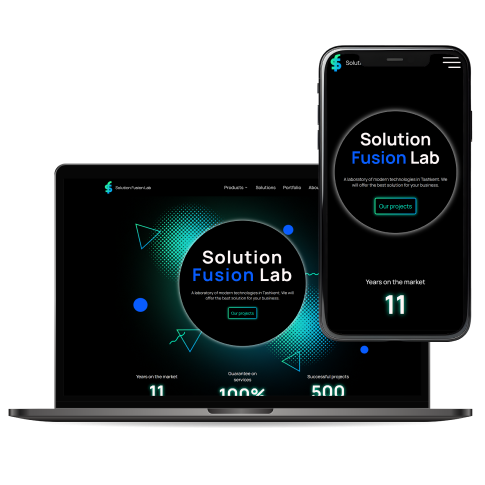 Solution Fusion Lab
Products
Solutions
Portfolio
Abou
Solution
Fusion Lab
A laboratory of modern technologies in Tashkent. We will
offer the best solution for your business.
Our projects
Years on the market
11
Guarantee on
services
100%
Successful projects
500
Solut
Solution
Fusion Lab
A laboratory of modern technologies in Tashkent. We
will offer the best solution for your business.
Our projects
Years on the market
11